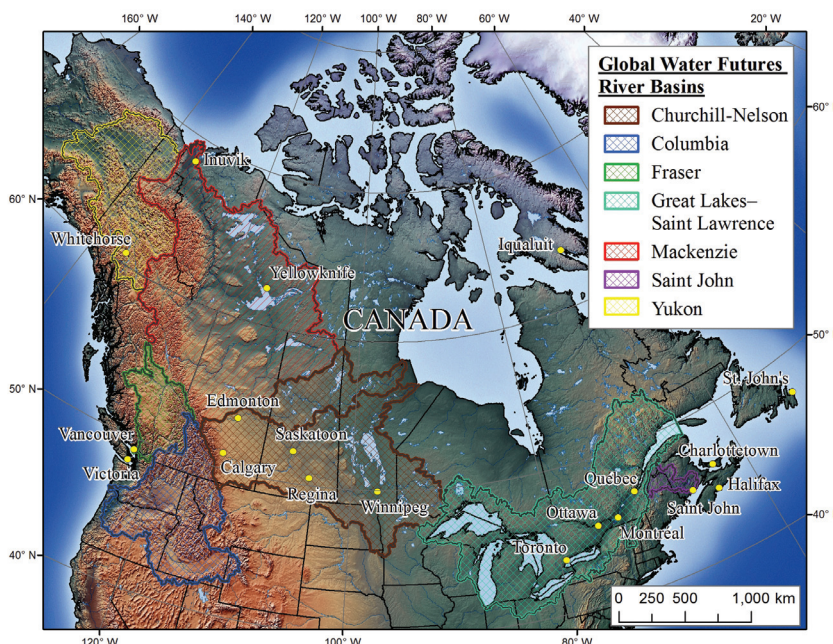 160° W
140° W
120° W
100° W
80° W
60° W
40° W
20° W
Global Water Futures
River Basins
Churchill-Nelson
Columbia
Fraser
Great Lakes–
Saint Lawrence
Mackenzie
Saint John
Yukon
60°
Inuvik
60° N
Whitehorse
Iqualuit
Yellowknife
CANADA
50° N
St. John's
Edmonton
Vancouver
Saskatoon
Charlottetown
Victoria
Calgary
Quebec
Halifax
Regina
Winnipeg
Saint John
Ottawa
40°
Montreal
40° N
Toronto
0 250 500 1,000 km
120° W
100° W
80° W